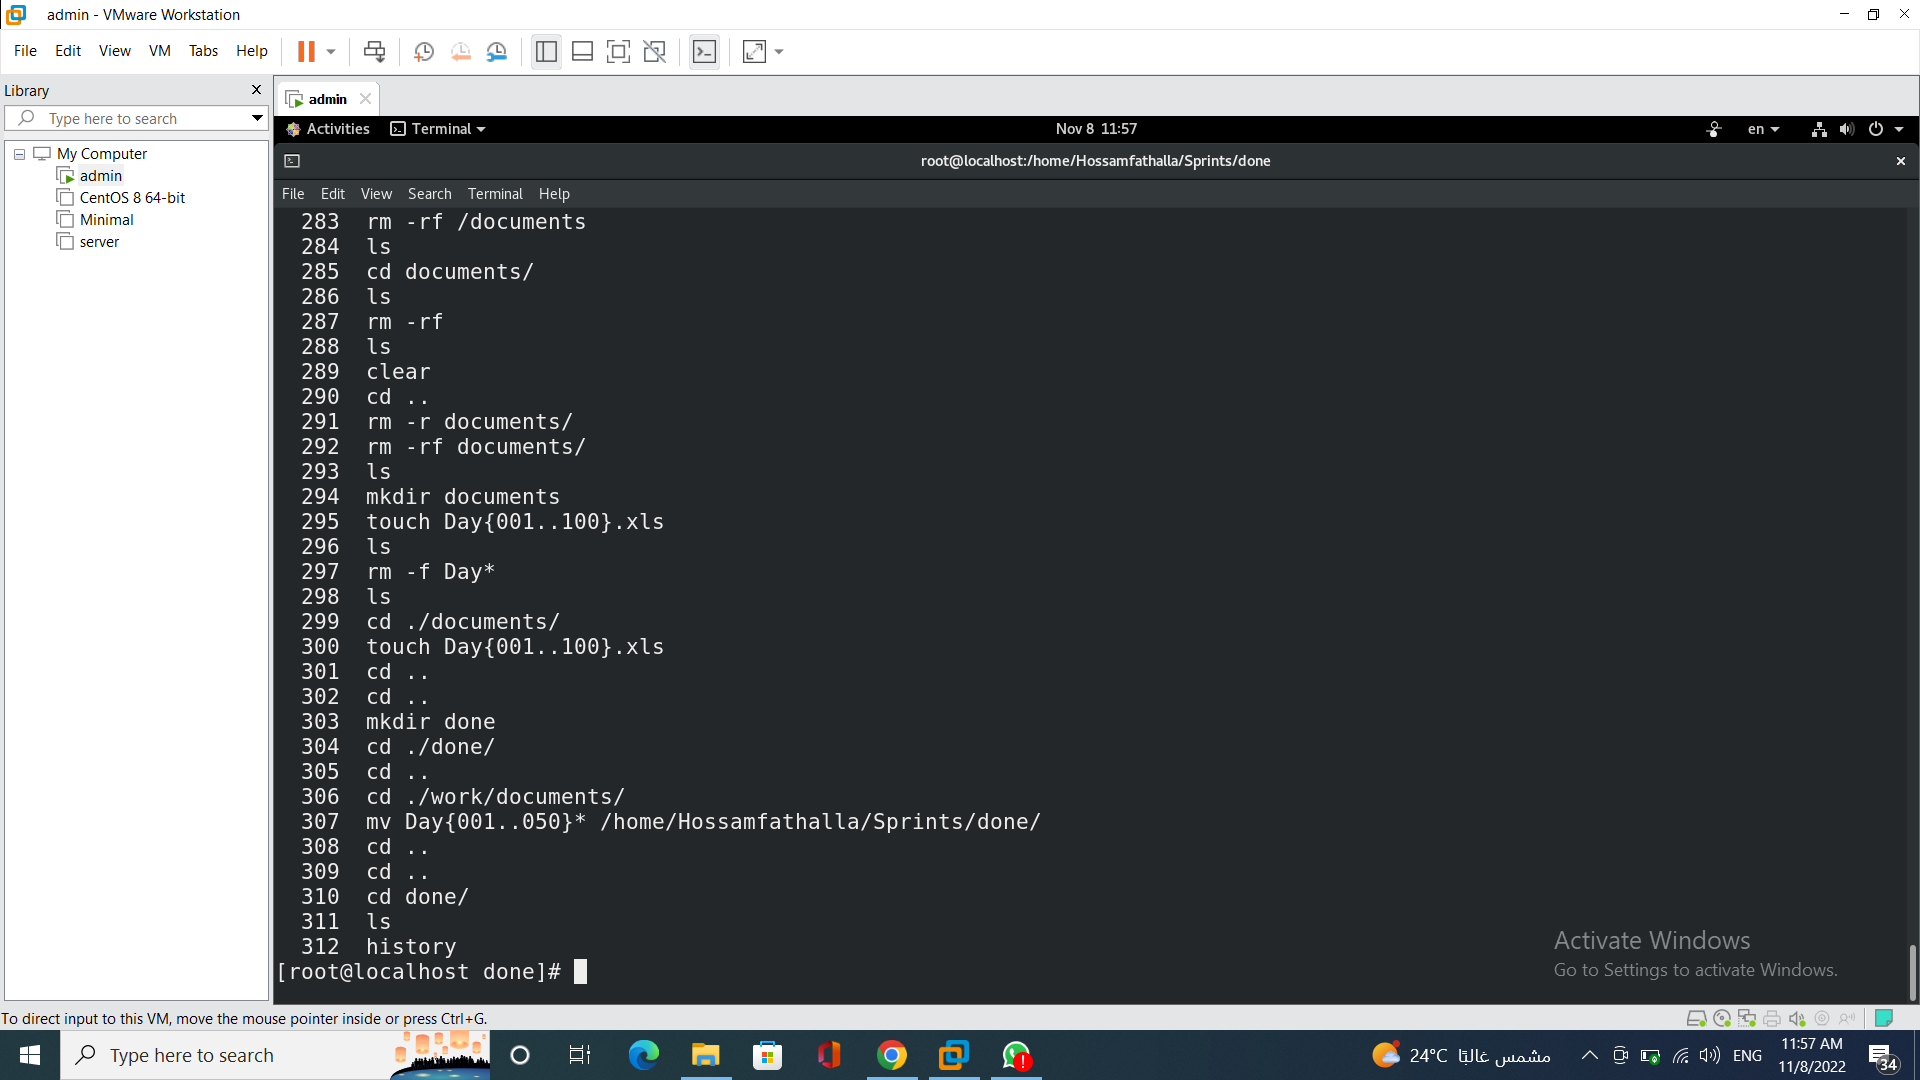 admin - VMware Workstation
File Edit View VM Tabs Help
Library
Type here to search
My Computer
admin
CentOS 8 64-bit
Minimal
server
admin
Activities Terminal Nov 8 11:57 en
root@localhost:/home/Hossamfathalla/Sprints/done
File Edit View Search Terminal Help
283 rm -rf /documents
284 ls
285 cd documents/
286 ls
287 rm -rf
288 ls
289 clear
290 cd ..
291 rm -r documents/
292 rm -rf documents/
293 ls
294 mkdir documents
295 touch Day{001..100}.xls
296 ls
297 rm -f Day*
298 ls
299 cd ./documents/
300 touch Day{001..100}.xls
301 cd ..
302 cd ..
303 mkdir done
304 cd ./done/
305 cd ..
306 cd ./work/documents/
307 mv Day{001..050}* /home/Hossamfathalla/Sprints/done/
308 cd ..
309 cd ..
310 cd done/
311 ls
312 history
[root@localhost done]#
Activate Windows
Go to Settings to activate Windows.
To direct input to this VM, move the mouse pointer inside or press Ctrl+G.
Type here to search
24°C مشمس غالبًا
ENG
11:57 AM
11/8/2022
34